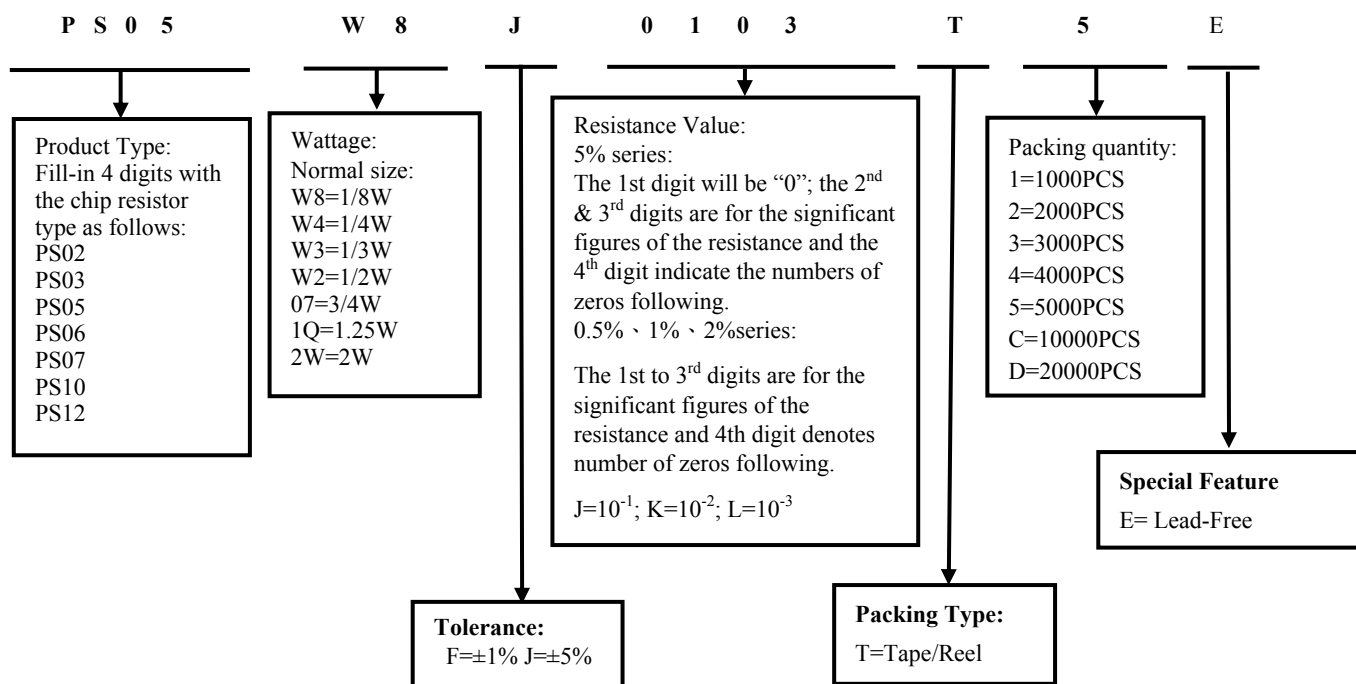 P S 0 5 W 8 J 0 1 0 3 T 5 E
Product Type:
Fill-in 4 digits with
the chip resistor
type as follows:
PS02
PS03
PS05
PS06
PS07
PS10
PS12
Wattage:
Normal size:
W8=1/8W
W4=1/4W
W3=1/3W
W2=1/2W
07=3/4W
1Q=1.25W
2W=2W
Resistance Value:
5% series:
The 1st digit will be “0”; the 2nd
& 3rd digits are for the significant
figures of the resistance and the
4th digit indicate the numbers of
zeros following.
0.5%、1%、2%series:
The 1st to 3rd digits are for the
significant figures of the
resistance and 4th digit denotes
number of zeros following.
J=10-1; K=10-2; L=10-3
Packing quantity:
1=1000PCS
2=2000PCS
3=3000PCS
4=4000PCS
5=5000PCS
C=10000PCS
D=20000PCS
Special Feature
E= Lead-Free
Tolerance:
F=±1% J=±5%
Packing Type:
T=Tape/Reel